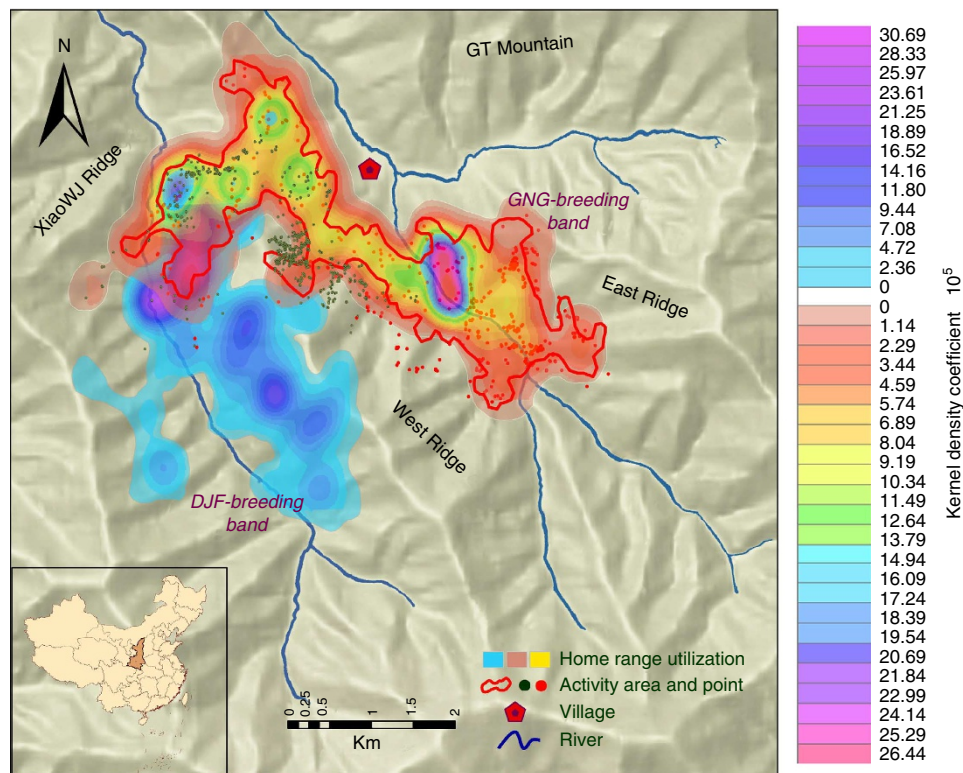 GT Mountain
N
XiaoWJ Ridge
GNG-breeding
band
East Ridge
West Ridge
DJF-breeding
band
Home range utilization
Activity area and point
Village
River
0
0.25
0.5
1
1.5
2
Km
30.69
28.33
25.97
23.61
21.25
18.89
16.52
14.16
11.80
9.44
7.08
4.72
2.36
0
0
1.14
2.29
3.44
4.59
5.74
6.89
8.04
9.19
10.34
11.49
12.64
13.79
14.94
16.09
17.24
18.39
19.54
20.69
21.84
22.99
24.14
25.29
26.44
Kernel density coefficient 10⁵